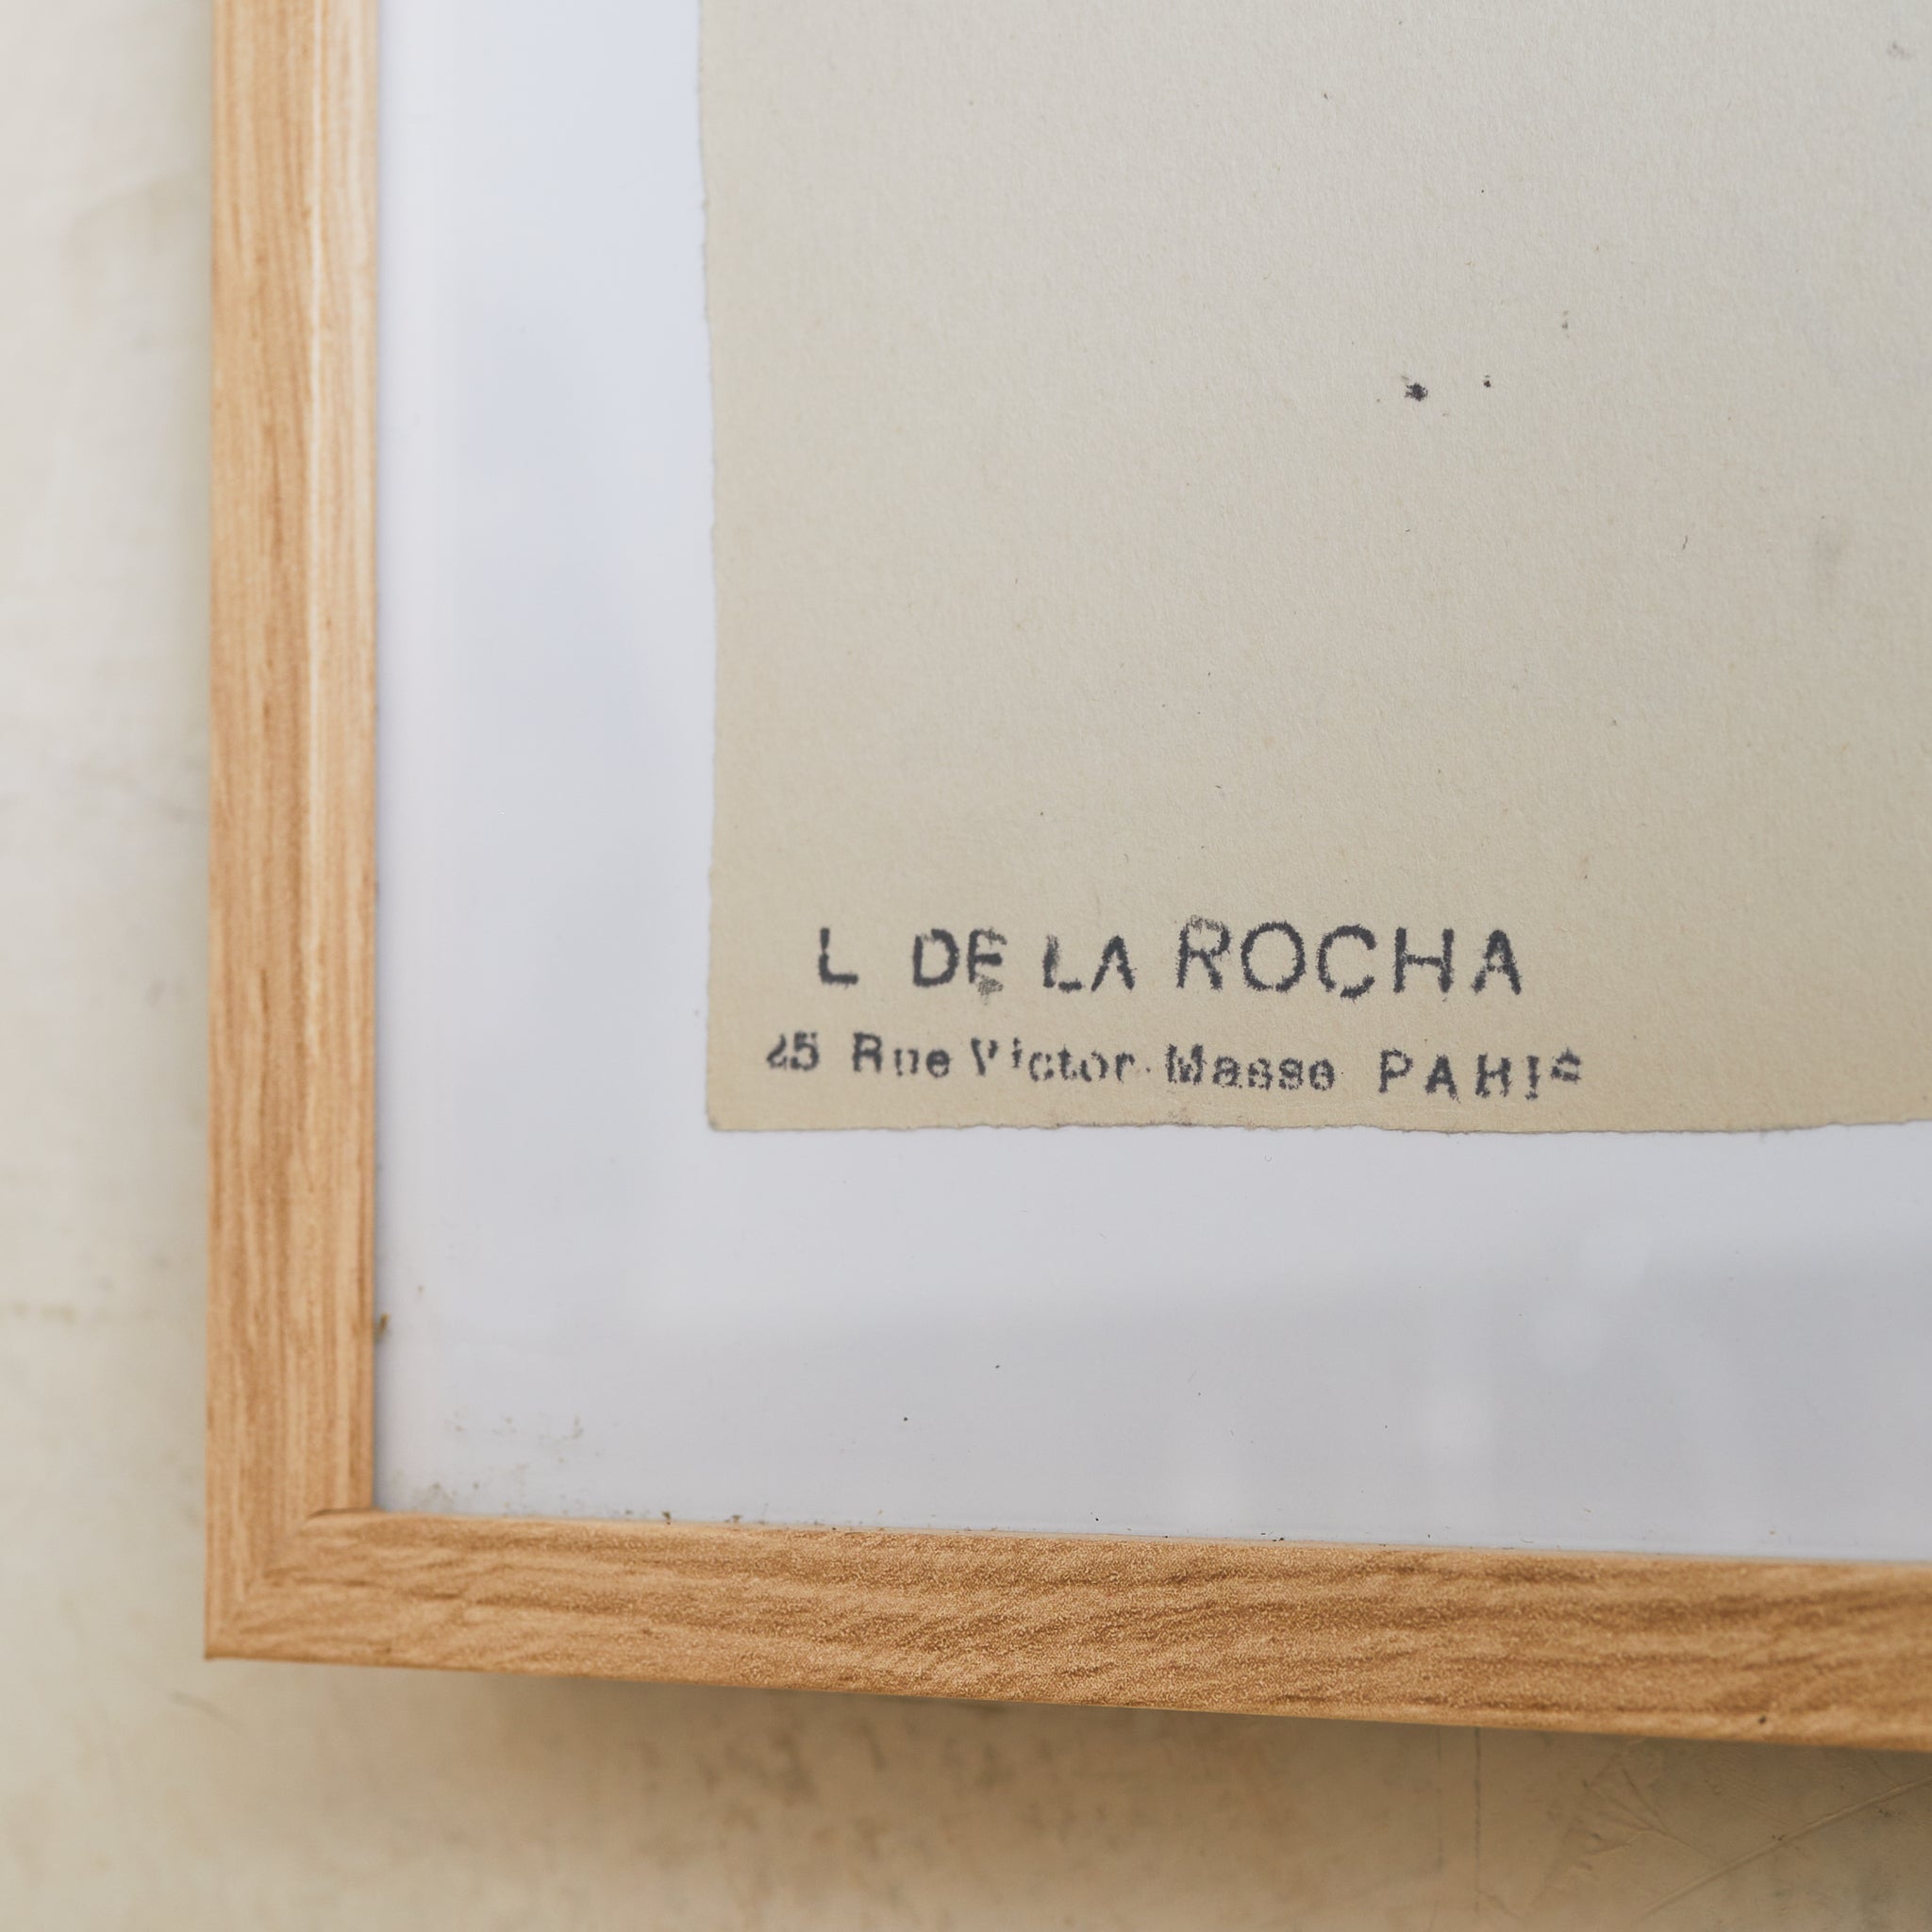 L DE LA ROCHA
25 Rue Victor Masse PARIS